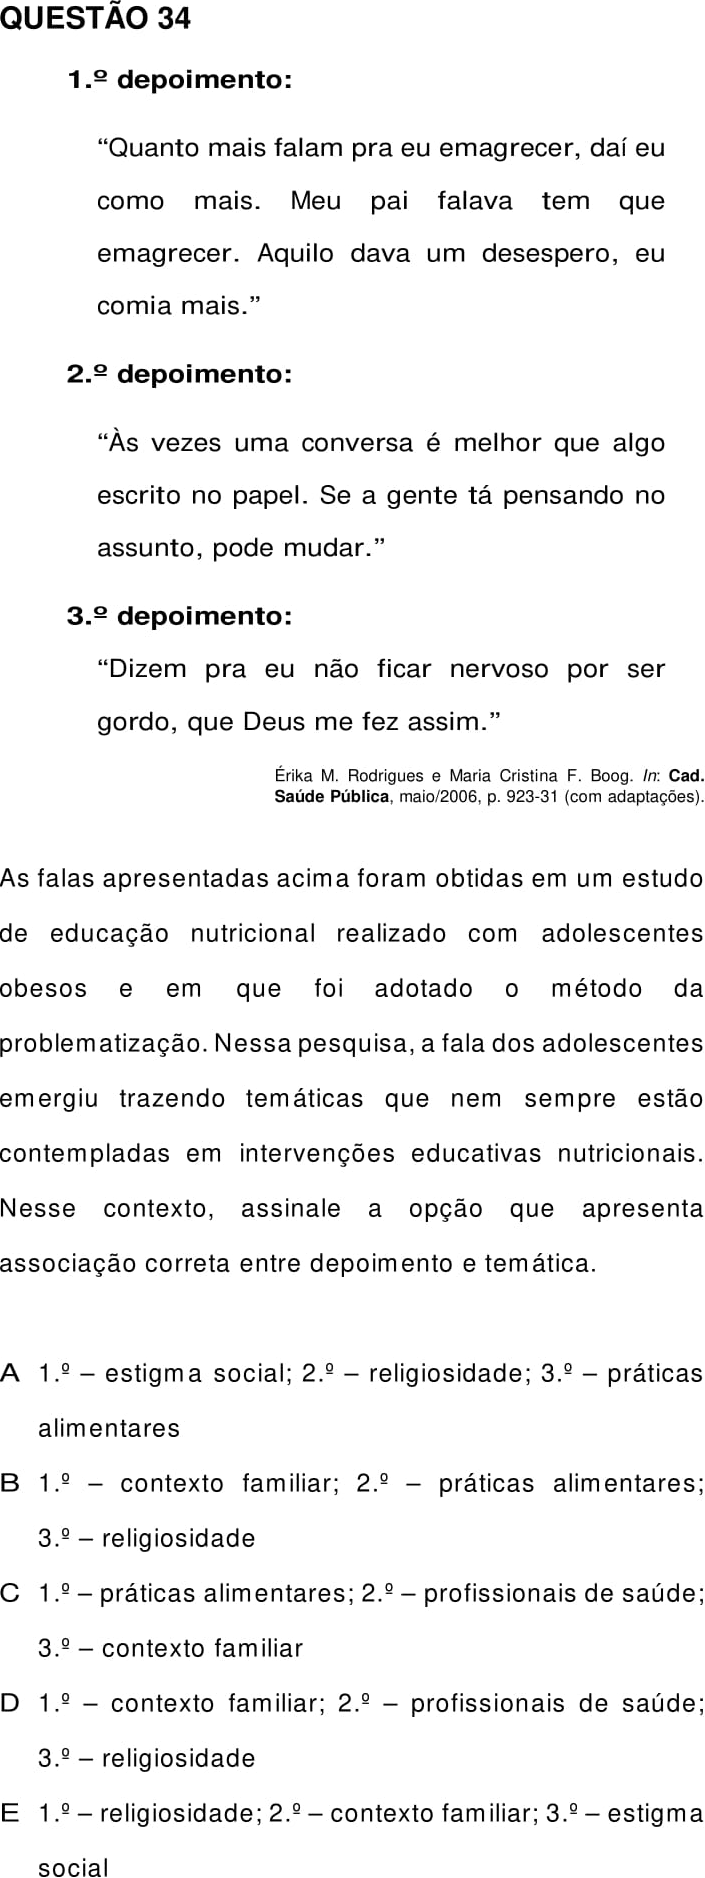 QUESTÃO 34
1.º depoimento:
“Quanto mais falam pra eu emagrecer, daí eu
como mais. Meu pai falava tem que
emagrecer. Aquilo dava um desespero, eu
comia mais.”
2.º depoimento:
“Às vezes uma conversa é melhor que algo
escrito no papel. Se a gente tá pensando no
assunto, pode mudar.”
3.º depoimento:
“Dizem pra eu não ficar nervoso por ser
gordo, que Deus me fez assim.”
Érika M. Rodrigues e Maria Cristina F. Boog. In: Cad.
Saúde Pública, maio/2006, p. 923-31 (com adaptações).
As falas apresentadas acima foram obtidas em um estudo
de educação nutricional realizado com adolescentes
obesos e em que foi adotado o método da
problematização. Nessa pesquisa, a fala dos adolescentes
emergiu trazendo temáticas que nem sempre estão
contempladas em intervenções educativas nutricionais.
Nesse contexto, assinale a opção que apresenta
associação correta entre depoimento e temática.
A 1.º – estigma social; 2.º – religiosidade; 3.º – práticas
alimentares
B 1.º – contexto familiar; 2.º – práticas alimentares;
3.º – religiosidade
C 1.º – práticas alimentares; 2.º – profissionais de saúde;
3.º – contexto familiar
D 1.º – contexto familiar; 2.º – profissionais de saúde;
3.º – religiosidade
E 1.º – religiosidade; 2.º – contexto familiar; 3.º – estigma
social